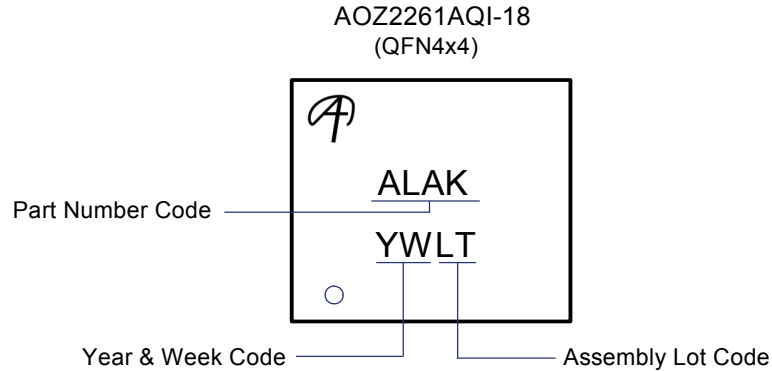 AOZ2261AQI-18
(QFN4x4)
ALAK
Part Number Code
YWLT
Year & Week Code
Assembly Lot Code